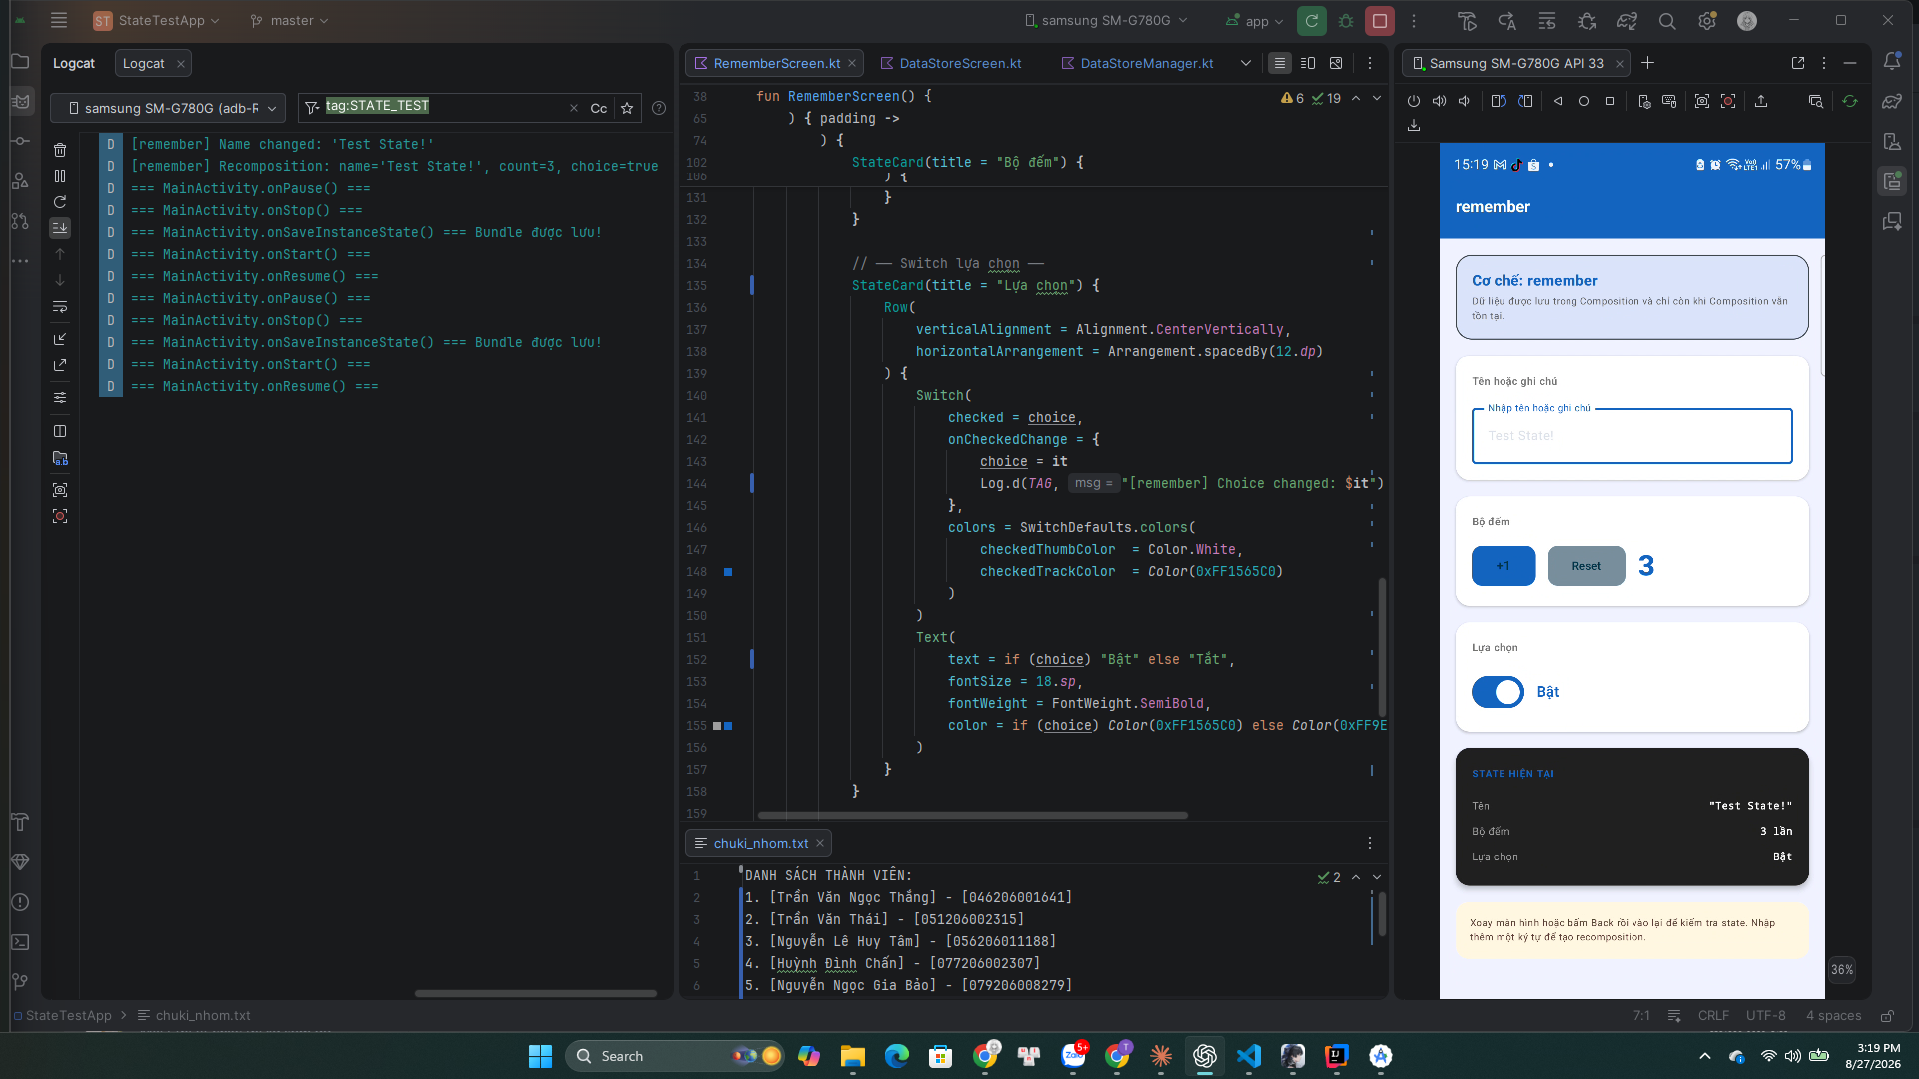 ST StateTestApp
master
samsung SM-G780G
app
Logcat
Logcat
samsung SM-G780G (adb-R
tag:STATE_TEST
Cc
D [remember] Name changed: 'Test State!'
D [remember] Recomposition: name='Test State!', count=3, choice=true
D === MainActivity.onPause() ===
D === MainActivity.onStop() ===
D === MainActivity.onSaveInstanceState() === Bundle được lưu!
D === MainActivity.onStart() ===
D === MainActivity.onResume() ===
D === MainActivity.onPause() ===
D === MainActivity.onStop() ===
D === MainActivity.onSaveInstanceState() === Bundle được lưu!
D === MainActivity.onStart() ===
D === MainActivity.onResume() ===
RememberScreen.kt
DataStoreScreen.kt
DataStoreManager.kt
6 19
38 fun RememberScreen() {
65 ) { padding ->
74 ) {
102 StateCard(title = "Bộ đếm") {
106 ) {
131 }
132 }
133
134 // —— Switch lựa chọn ——
135 StateCard(title = "Lựa chọn") {
136 Row(
137 verticalAlignment = Alignment.CenterVertically,
138 horizontalArrangement = Arrangement.spacedBy(12.dp)
139 ) {
140 Switch(
141 checked = choice,
142 onCheckedChange = {
143 choice = it
144 Log.d(TAG, msg = "[remember] Choice changed: $it")
145 },
146 colors = SwitchDefaults.colors(
147 checkedThumbColor = Color.White,
148 checkedTrackColor = Color(0xFF1565C0)
149 )
150 )
151 Text(
152 text = if (choice) "Bật" else "Tắt",
153 fontSize = 18.sp,
154 fontWeight = FontWeight.SemiBold,
155 color = if (choice) Color(0xFF1565C0) else Color(0xFF9E
156 )
157 }
158 }
159
chuki_nhom.txt
2
1 DANH SÁCH THÀNH VIÊN:
2 1. [Trần Văn Ngọc Thắng] - [046206001641]
3 2. [Trần Văn Thái] - [051206002315]
4 3. [Nguyễn Lê Huy Tâm] - [056206011188]
5 4. [Huỳnh Đình Chấn] - [077206002307]
6 5. [Nguyễn Ngọc Gia Bảo] - [079206008279]
Samsung SM-G780G API 33
15:19
57%
remember
Cơ chế: remember
Dữ liệu được lưu trong Composition và chỉ còn khi Composition vẫn
tồn tại.
Tên hoặc ghi chú
Nhập tên hoặc ghi chú
Test State!
Bộ đếm
+1
Reset
3
Lựa chọn
Bật
STATE HIỆN TẠI
Tên "Test State!"
Bộ đếm 3 lần
Lựa chọn Bật
Xoay màn hình hoặc bấm Back rồi vào lại để kiểm tra state. Nhập
thêm một ký tự để tạo recomposition.
36%
StateTestApp > chuki_nhom.txt
7:1
CRLF
UTF-8
4 spaces
Search
Zalo
5+
T
3:19 PM
8/27/2026